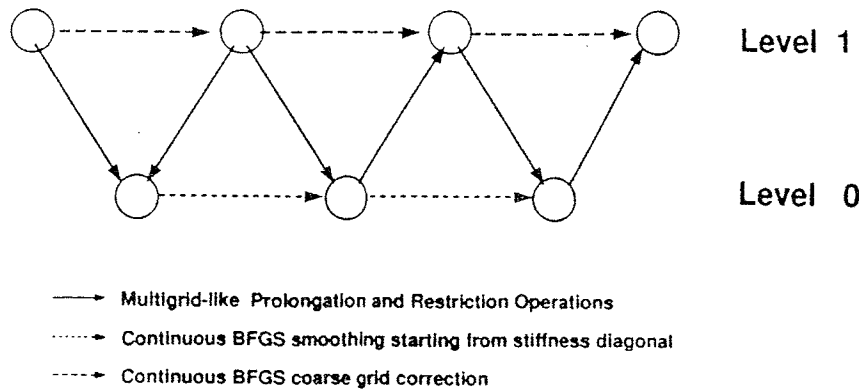 Level 1
Level 0
Multigrid-like Prolongation and Restriction Operations
Continuous BFGS smoothing starting from stiffness diagonal
Continuous BFGS coarse grid correction